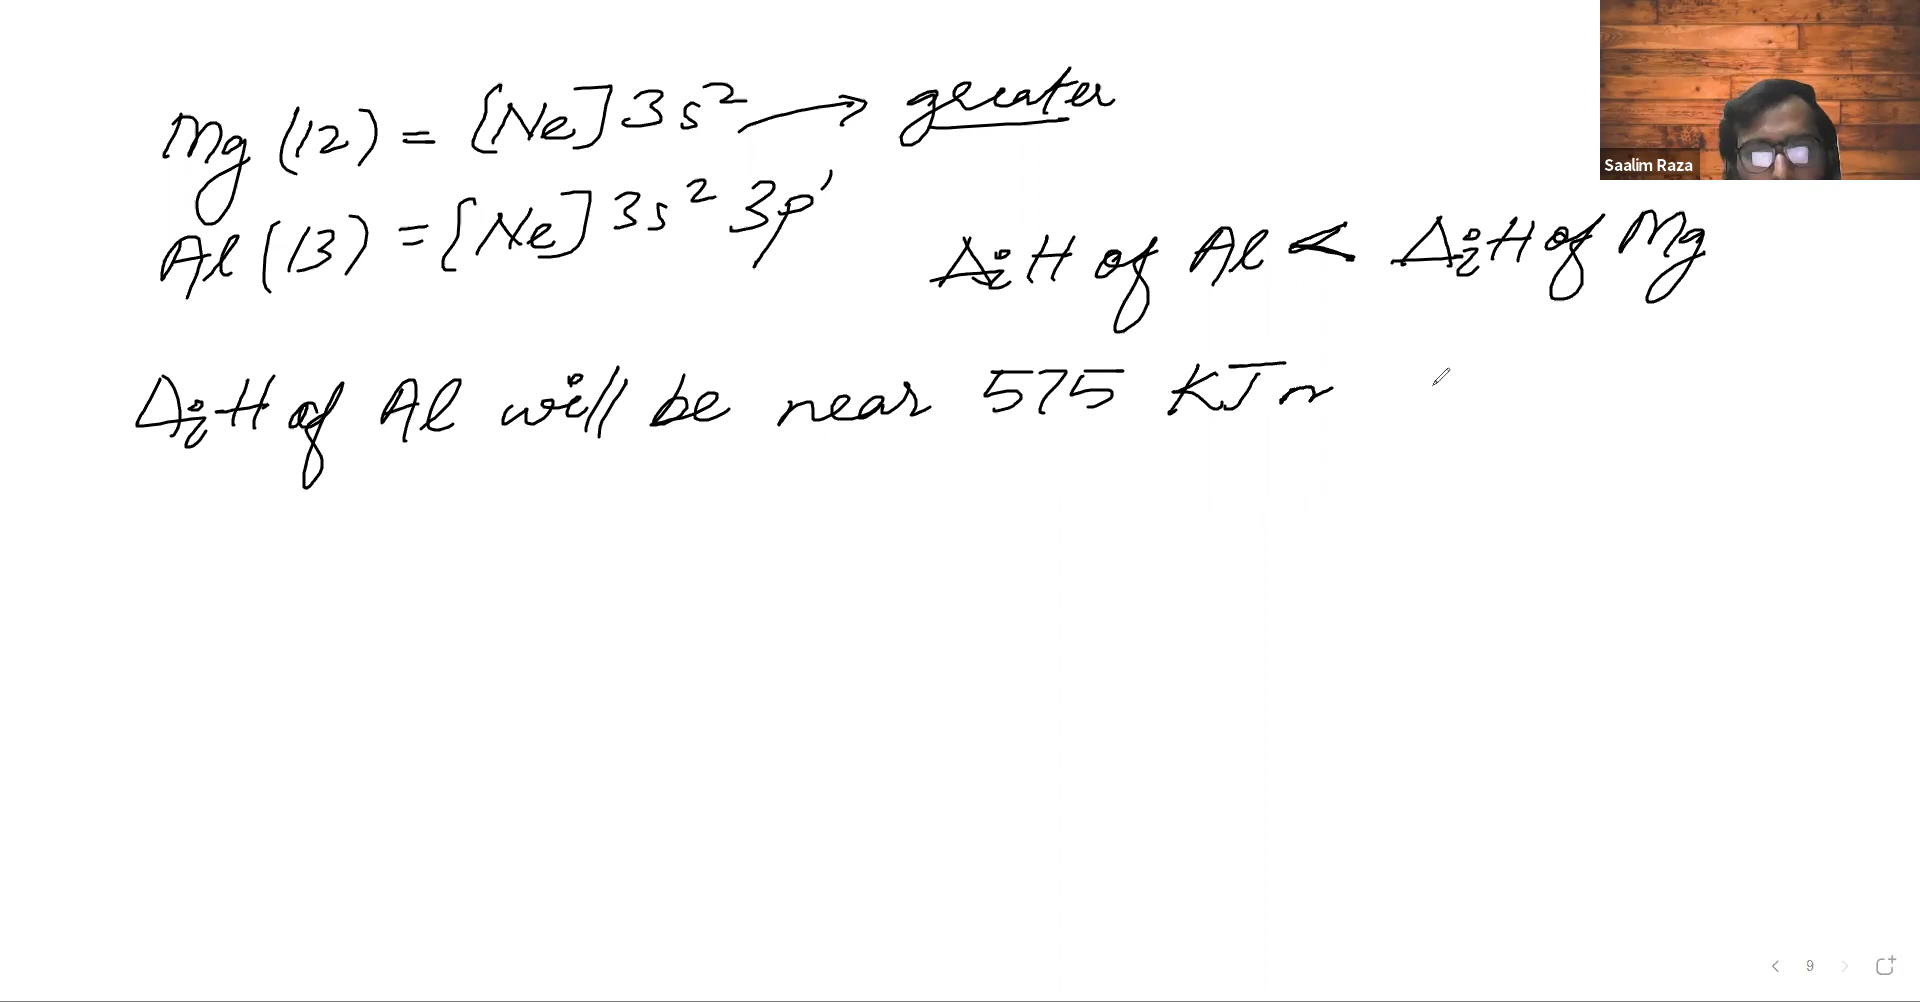 Mg (12) = [Ne] 3s² → greater
Al (13) = [Ne] 3s² 3p¹
ΔᵢH of Al < ΔᵢH of Mg
ΔᵢH of Al will be near 575 KJ m
Saalim Raza
9